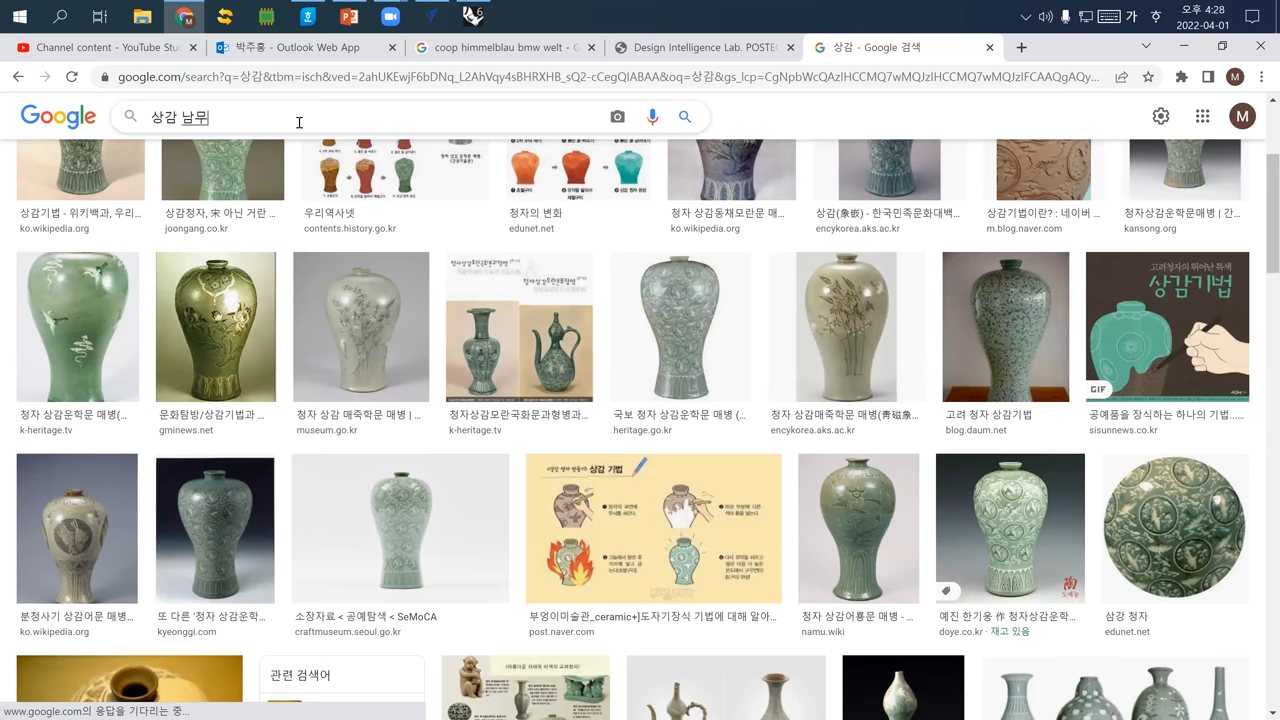 오후 4:28
2022-04-01
Channel content - YouTube Stu
박주홍 - Outlook Web App
coop himmelblau bmw welt - G
Design Intelligence Lab. POSTEC
상감 - Google 검색
google.com/search?q=상감&tbm=isch&ved=2ahUKEwjF6bDNq_L2AhVqy4sBHRXHB_sQ2-cCegQIABAA&oq=상감&gs_lcp=CgNpbWcQAzIHCCMQ7wMQJzIHCCMQ7wMQJzIFCAAQgAQy...
M
Google
상감 남무
M
상감기법 - 위키백과, 우리...
상감청자, 宋 아닌 거란 ...
우리역사넷
청자의 변화
청자 상감동채모란문 매...
상감(象嵌) - 한국민족문화대백...
상감기법이란? : 네이버 ...
청자상감운학문매병 | 간...
ko.wikipedia.org
joongang.co.kr
contents.history.go.kr
edunet.net
ko.wikipedia.org
encykorea.aks.ac.kr
m.blog.naver.com
kansong.org
고려청자의 뛰어난 특색
상감기법
GIF
청자 상감운학문 매병(...
문화탐방/상감기법과 ...
청자 상감 매죽학문 매병 | ...
청자상감모란국화문과형병과...
국보 청자 상감운학문 매병 (...
청자 상감매죽학문 매병(靑磁象...
고려 청자 상감기법
공예품을 장식하는 하나의 기법...…
k-heritage.tv
gminews.net
museum.go.kr
k-heritage.tv
heritage.go.kr
encykorea.aks.ac.kr
blog.daum.net
sisunnews.co.kr
상감 기법
분청사기 상감어문 매병...
또 다른 '청자 상감운학...
소장자료 < 공예탐색 < SeMoCA
부엉이미술관_ceramic+]도자기장식 기법에 대해 알아...
청자 상감어룡문 매병 - ...
예진 한기웅 作 청자상감운학...
삼감 청자
ko.wikipedia.org
kyeonggi.com
craftmuseum.seoul.go.kr
post.naver.com
namu.wiki
doye.co.kr · 재고 있음
edunet.net
관련 검색어
www.google.com의 응답을 기다리는 중...